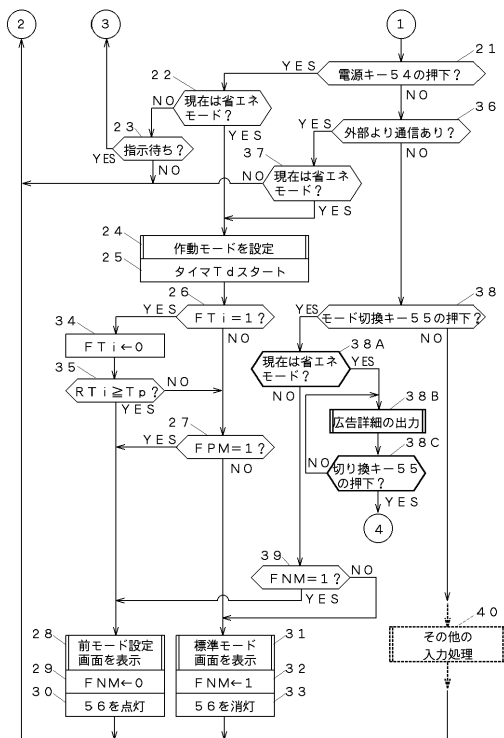 2
3
1
21
電源キー54の押下?
YES
NO
22
現在は省エネ
モード?
NO
YES
23
指示待ち?
YES
NO
36
外部より通信あり?
YES
NO
37
現在は省エネ
モード?
NO
YES
24
作動モードを設定
25
タイマTdスタート
26
FTi=1?
YES
NO
34
FTi←0
35
RTi≧Tp?
NO
YES
27
FPM=1?
YES
NO
38
モード切換キー55の押下?
YES
NO
38A
現在は省エネ
モード?
YES
NO
38B
広告詳細の出力
38C
切り換キー55
の押下?
NO
YES
4
39
FNM=1?
NO
YES
28
前モード設定
画面を表示
29
FNM←0
30
56を点灯
31
標準モード
画面を表示
32
FNM←1
33
56を消灯
40
その他の
入力処理